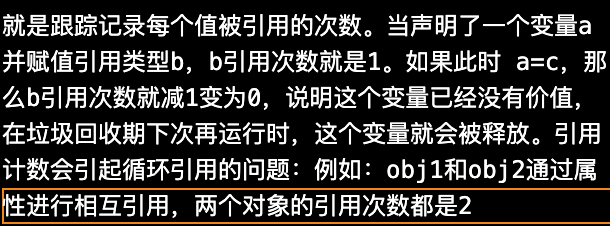 就是跟踪记录每个值被引用的次数。当声明了一个变量a
并赋值引用类型b，b引用次数就是1。如果此时 a=c，那
么b引用次数就减1变为0，说明这个变量已经没有价值，
在垃圾回收期下次再运行时，这个变量就会被释放。引用
计数会引起循环引用的问题：例如：obj1和obj2通过属
性进行相互引用，两个对象的引用次数都是2